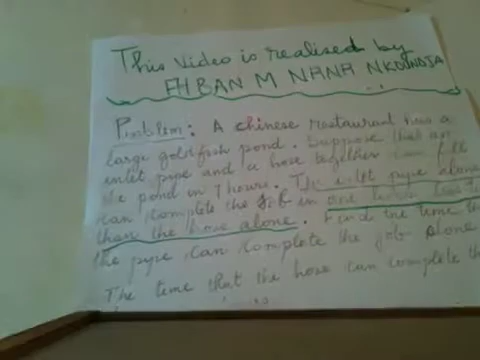 This video is realised by
EHBAN M NANA NKOUNDJA
Problem: A Chinese restaurant has a
large goldfish pond. Suppose that an
inlet pipe and a hose together can fill
the pond in 7 hours. The inlet pipe alone
can complete the job in one hour less
than the hose alone. Find the time that
the pipe can complete the job alone
The time that the hose can complete the